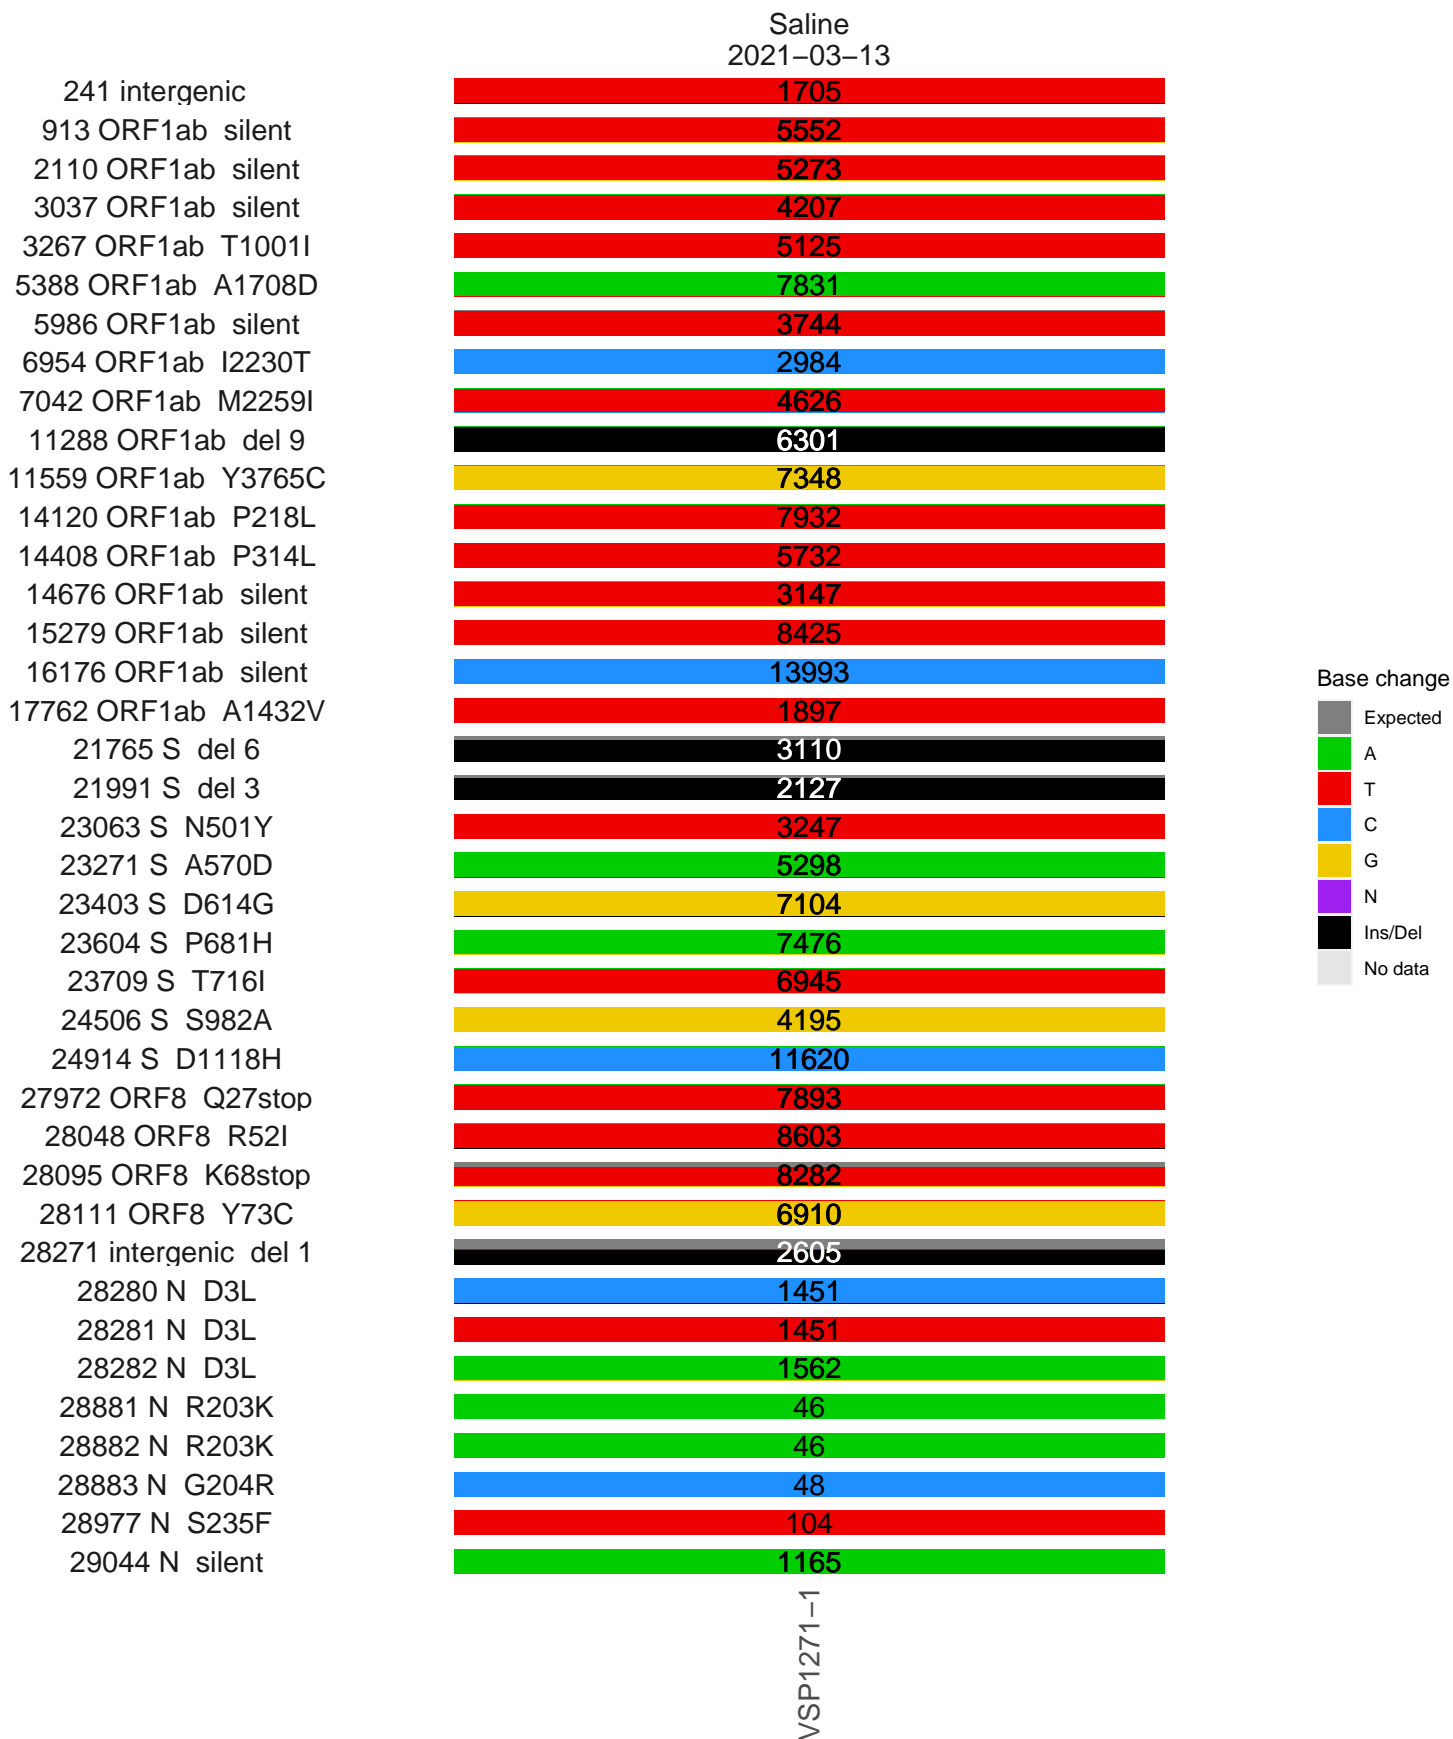 Saline
2021−03−13
241 intergenic 1705
913 ORF1ab silent 5552
2110 ORF1ab silent 5273
3037 ORF1ab silent 4207
3267 ORF1ab T1001I 5125
5388 ORF1ab A1708D 7831
5986 ORF1ab silent 3744
6954 ORF1ab I2230T 2984
7042 ORF1ab M2259I 4626
11288 ORF1ab del 9 6301
11559 ORF1ab Y3765C 7348
14120 ORF1ab P218L 7932
14408 ORF1ab P314L 5732
14676 ORF1ab silent 3147
15279 ORF1ab silent 8425
16176 ORF1ab silent 13993
17762 ORF1ab A1432V 1897
21765 S del 6 3110
21991 S del 3 2127
23063 S N501Y 3247
23271 S A570D 5298
23403 S D614G 7104
23604 S P681H 7476
23709 S T716I 6945
24506 S S982A 4195
24914 S D1118H 11620
27972 ORF8 Q27stop 7893
28048 ORF8 R52I 8603
28095 ORF8 K68stop 8282
28111 ORF8 Y73C 6910
28271 intergenic del 1 2605
28280 N D3L 1451
28281 N D3L 1451
28282 N D3L 1562
28881 N R203K 46
28882 N R203K 46
28883 N G204R 48
28977 N S235F 104
29044 N silent 1165
VSP1271−1
Base change
Expected
A
T
C
G
N
Ins/Del
No data